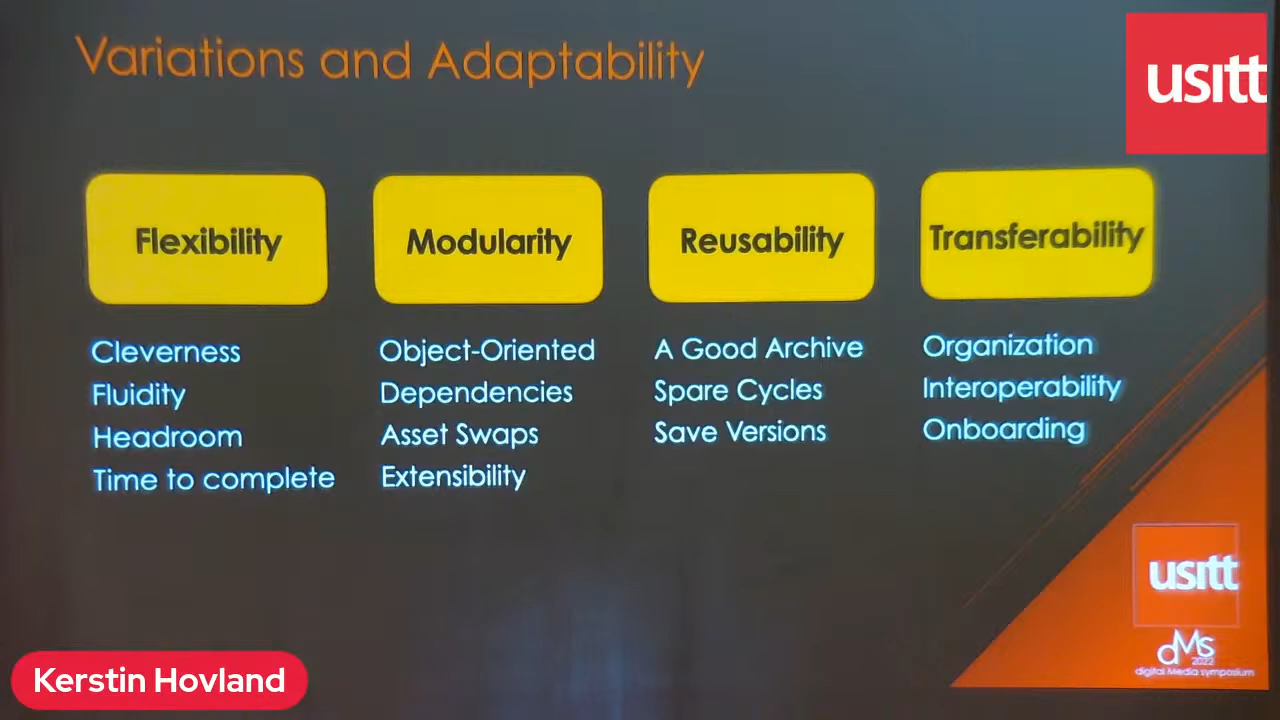 Variations and Adaptability
usitt
Flexibility
Cleverness
Fluidity
Headroom
Time to complete
Modularity
Object-Oriented
Dependencies
Asset Swaps
Extensibility
Reusability
A Good Archive
Spare Cycles
Save Versions
Transferability
Organization
Interoperability
Onboarding
usitt
dMs
2022
digital Media symposium
Kerstin Hovland